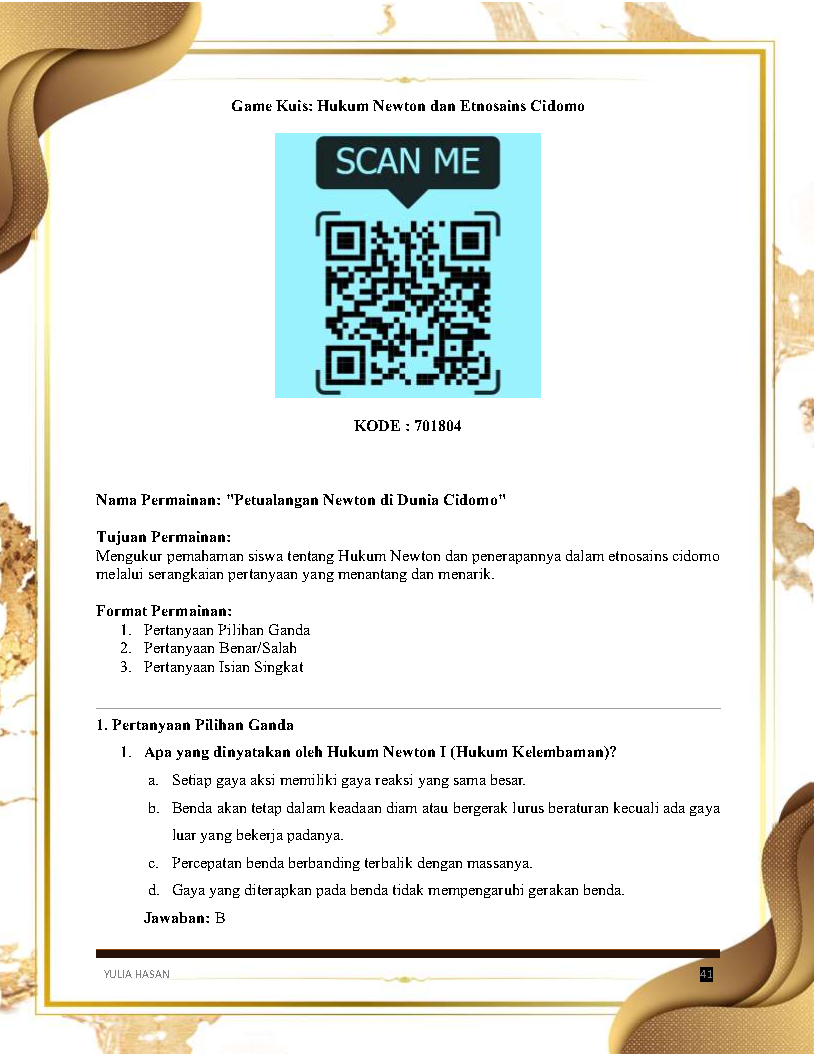 Game Kuis: Hukum Newton dan Etnosains Cidomo
SCAN ME
KODE : 701804
Nama Permainan: "Petualangan Newton di Dunia Cidomo"
Tujuan Permainan:
Mengukur pemahaman siswa tentang Hukum Newton dan penerapannya dalam etnosains cidomo
melalui serangkaian pertanyaan yang menantang dan menarik.
Format Permainan:
1. Pertanyaan Pilihan Ganda
2. Pertanyaan Benar/Salah
3. Pertanyaan Isian Singkat
1. Pertanyaan Pilihan Ganda
1. Apa yang dinyatakan oleh Hukum Newton I (Hukum Kelembaman)?
a. Setiap gaya aksi memiliki gaya reaksi yang sama besar.
b. Benda akan tetap dalam keadaan diam atau bergerak lurus beraturan kecuali ada gaya
luar yang bekerja padanya.
c. Percepatan benda berbanding terbalik dengan massanya.
d. Gaya yang diterapkan pada benda tidak mempengaruhi gerakan benda.
Jawaban: B
YULIA HASAN 41